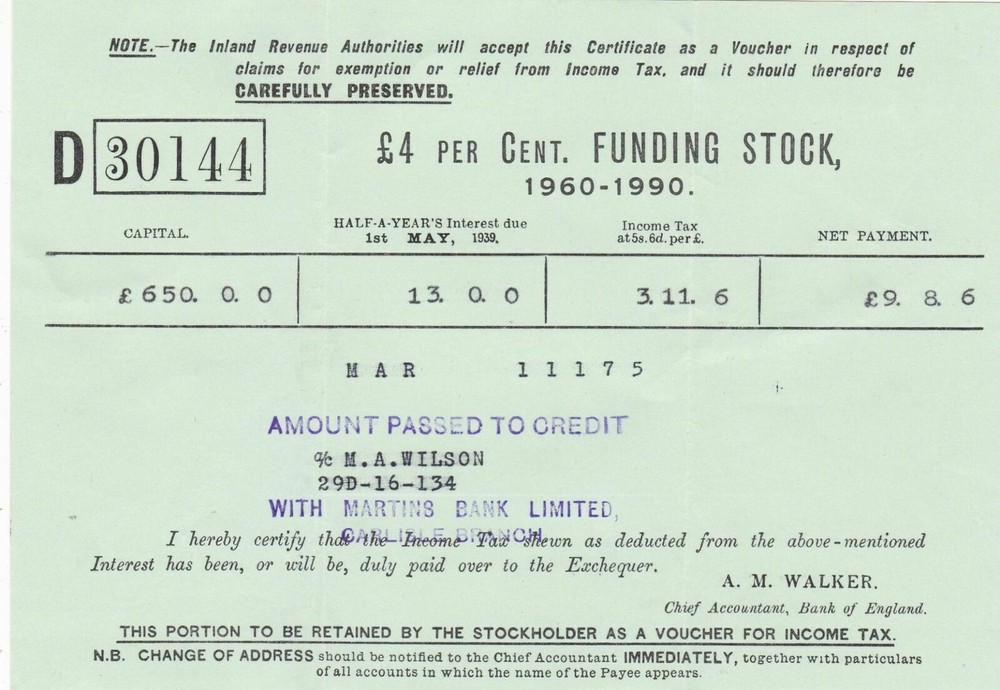 NOTE.—The Inland Revenue Authorities will accept this Certificate as a Voucher in respect of
claims for exemption or relief from Income Tax, and it should therefore be
CAREFULLY PRESERVED.
D 30144
£4 PER CENT. FUNDING STOCK,
1960-1990.
CAPITAL.
HALF-A-YEAR'S Interest due
1st MAY, 1939.
Income Tax
at 5s. 6d. per £.
NET PAYMENT.
£650. 0. 0
13. 0. 0
3.11. 6
£9. 8. 6
MAR 11175
AMOUNT PASSED TO CREDIT
a/c M.A.WILSON
29D-16-134
WITH MARTINS BANK LIMITED,
CARLISLE BRANCH
I hereby certify that the Income Tax shewn as deducted from the above-mentioned
Interest has been, or will be, duly paid over to the Exchequer.
A. M. WALKER.
Chief Accountant, Bank of England.
THIS PORTION TO BE RETAINED BY THE STOCKHOLDER AS A VOUCHER FOR INCOME TAX.
N.B. CHANGE OF ADDRESS should be notified to the Chief Accountant IMMEDIATELY, together with particulars
of all accounts in which the name of the Payee appears.